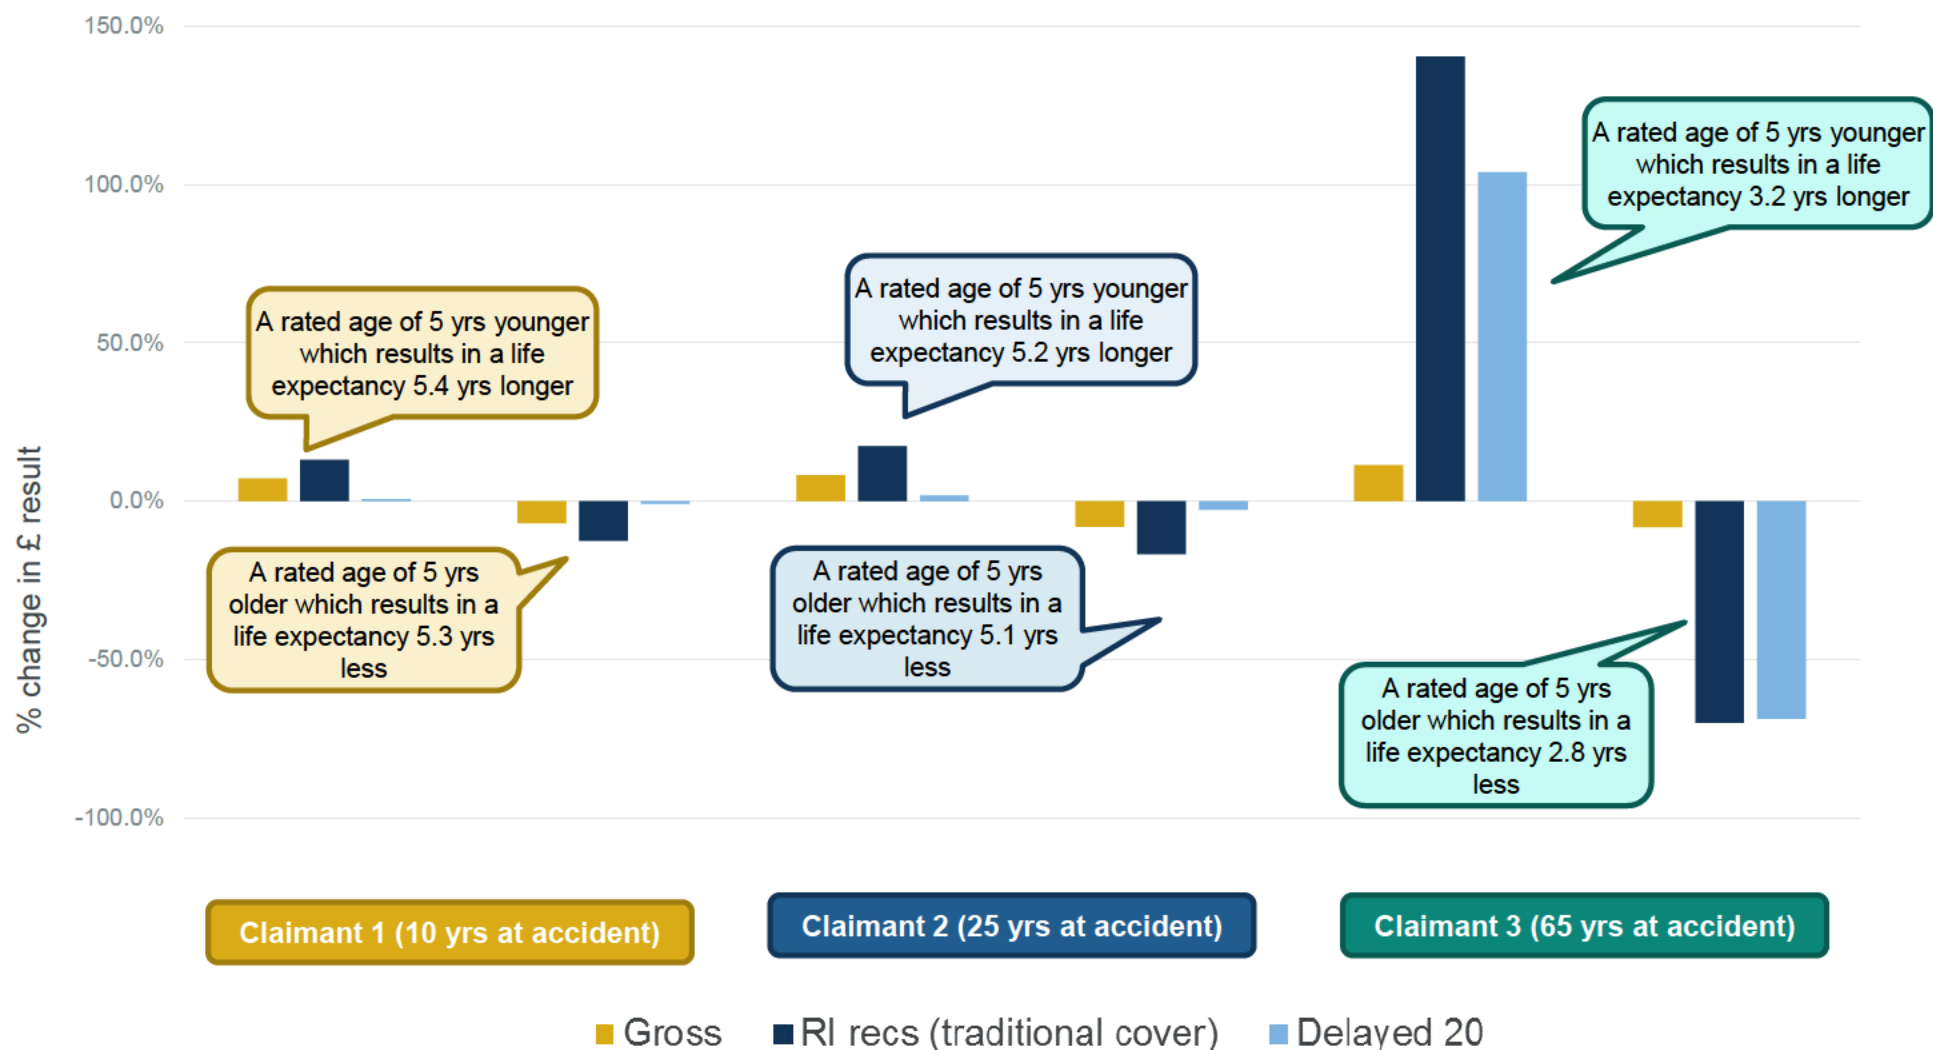 150.0%
100.0%
50.0%
0.0%
-50.0%
-100.0%
% change in £ result
A rated age of 5 yrs younger
which results in a life
expectancy 5.4 yrs longer
A rated age of 5 yrs
older which results in a
life expectancy 5.3 yrs
less
A rated age of 5 yrs younger
which results in a life
expectancy 5.2 yrs longer
A rated age of 5 yrs
older which results in a
life expectancy 5.1 yrs
less
A rated age of 5 yrs younger
which results in a life
expectancy 3.2 yrs longer
A rated age of 5 yrs
older which results in a
life expectancy 2.8 yrs
less
Claimant 1 (10 yrs at accident)
Claimant 2 (25 yrs at accident)
Claimant 3 (65 yrs at accident)
Gross
RI recs (traditional cover)
Delayed 20